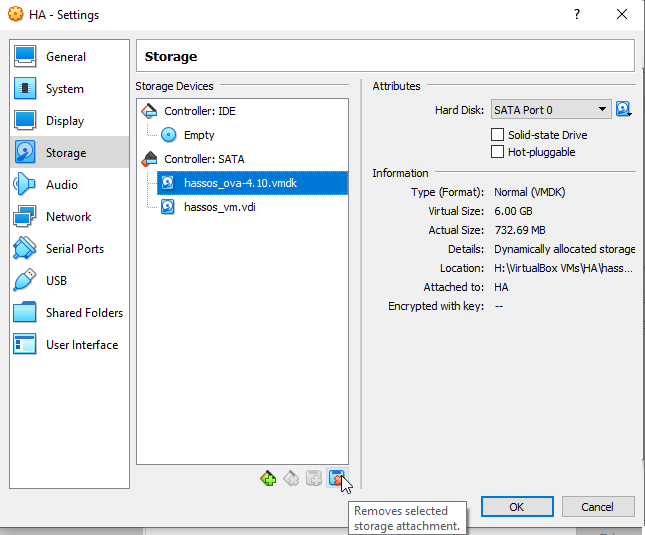 HA - Settings
?
General
System
Display
Storage
Audio
Network
Serial Ports
USB
Shared Folders
User Interface
Storage
Storage Devices
Controller: IDE
Empty
Controller: SATA
hassos_ova-4.10.vmdk
hassos_vm.vdi
Attributes
Hard Disk: SATA Port 0
Solid-state Drive
Hot-pluggable
Information
Type (Format): Normal (VMDK)
Virtual Size: 6.00 GB
Actual Size: 732.69 MB
Details: Dynamically allocated storage
Location: H:\VirtualBox VMs\HA\hass...
Attached to: HA
Encrypted with key: --
Removes selected
storage attachment.
OK
Cancel